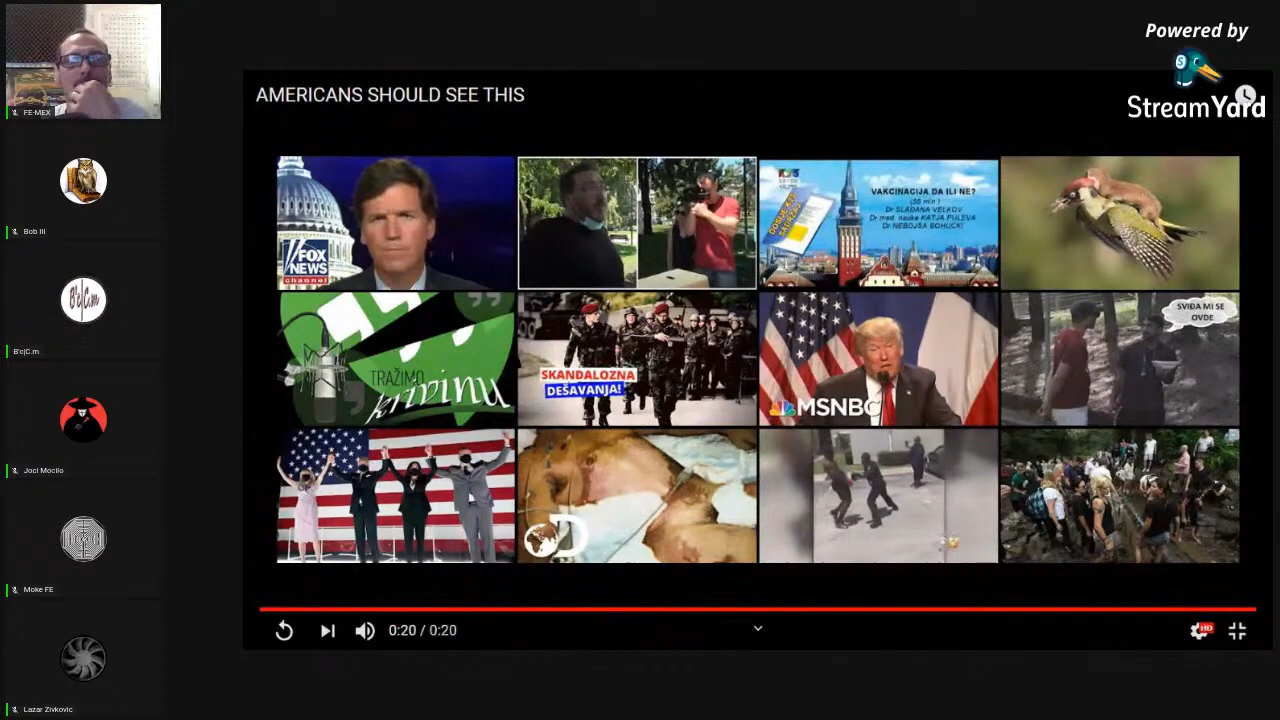 Powered by
StreamYard
AMERICANS SHOULD SEE THIS
FE-MEX
Bob III
B'c|C.m
B'c|C.m
Joci Mocilo
Moke FE
Lazar Zivkovic
FOX
NEWS
channel
VAKCINACIJA DA ILI NE?
Dr SLAĐANA VELKOV
Dr med. nauke KATJA PULEVA
Dr NEBOJŠA BOHUCKI
TRAŽIMO
krivinu
SKANDALOZNA
DEŠAVANJA!
MSNBC
SVIĐA MI SE
OVDE
D
0:20 / 0:20
HD